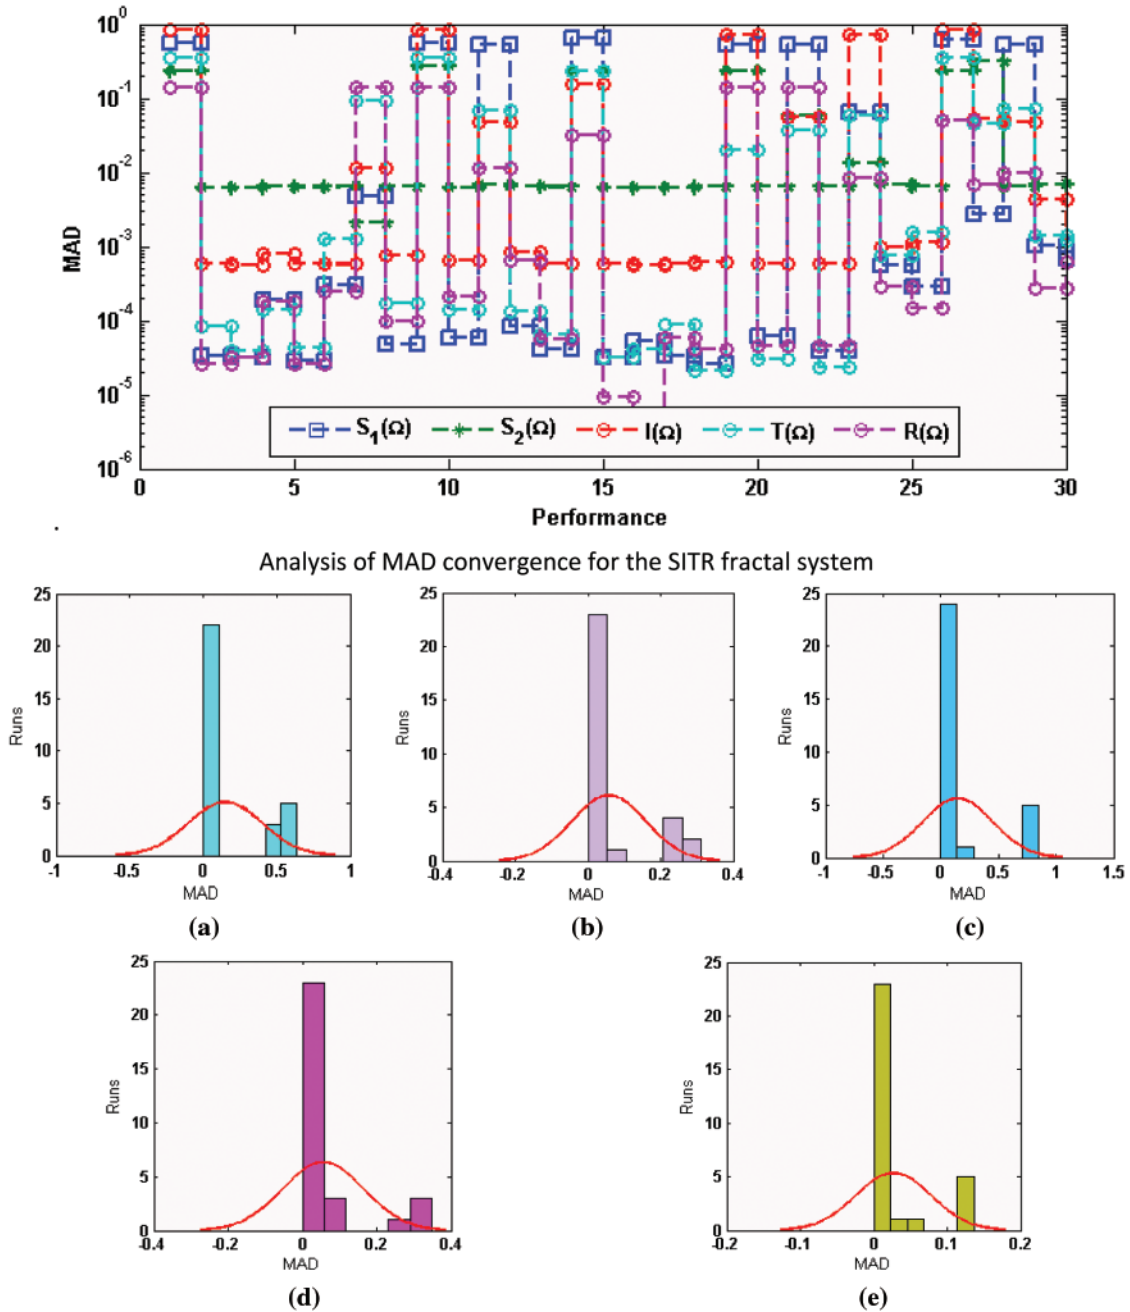 10^0
10^-1
10^-2
10^-3
10^-4
10^-5
10^-6
MAD
S_1(Ω) S_2(Ω) I(Ω) T(Ω) R(Ω)
0 5 10 15 20 25 30
Performance
.
Analysis of MAD convergence for the SITR fractal system
25
20
15
10
5
0
Runs
-1 -0.5 0 0.5 1
MAD
(a)
25
20
15
10
5
0
Runs
-0.4 -0.2 0 0.2 0.4
MAD
(b)
25
20
15
10
5
0
Runs
-1 -0.5 0 0.5 1 1.5
MAD
(c)
25
20
15
10
5
0
Runs
-0.4 -0.2 0 0.2 0.4
MAD
(d)
25
20
15
10
5
0
Runs
-0.2 -0.1 0 0.1 0.2
MAD
(e)